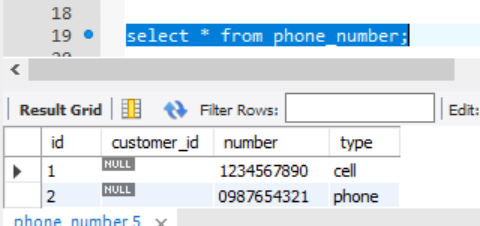 18
19 select * from phone_number;
Result Grid Filter Rows: Edit:
id customer_id number type
1 NULL 1234567890 cell
2 NULL 0987654321 phone
phone_number 5